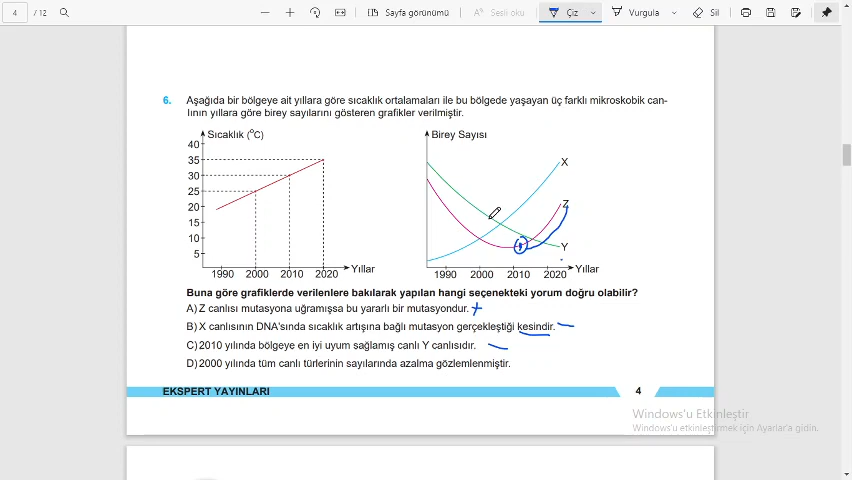 4 / 12 Sayfa görünümü Sesli oku Çiz Vurgula Sil
6. Aşağıda bir bölgeye ait yıllara göre sıcaklık ortalamaları ile bu bölgede yaşayan üç farklı mikroskobik can-
lının yıllara göre birey sayılarını gösteren grafikler verilmiştir.
Sıcaklık (°C)
40
35
30
25
20
15
10
5
1990 2000 2010 2020 Yıllar
Birey Sayısı
X
Z
Y
1990 2000 2010 2020 Yıllar
Buna göre grafiklerde verilenlere bakılarak yapılan hangi seçenekteki yorum doğru olabilir?
A) Z canlısı mutasyona uğramışsa bu yararlı bir mutasyondur.
B) X canlısının DNA'sında sıcaklık artışına bağlı mutasyon gerçekleştiği kesindir.
C) 2010 yılında bölgeye en iyi uyum sağlamış canlı Y canlısıdır.
D) 2000 yılında tüm canlı türlerinin sayılarında azalma gözlemlenmiştir.
EKSPERT YAYINLARI 4
Windows'u Etkinleştir
Windows'u etkinleştirmek için Ayarlar'a gidin.